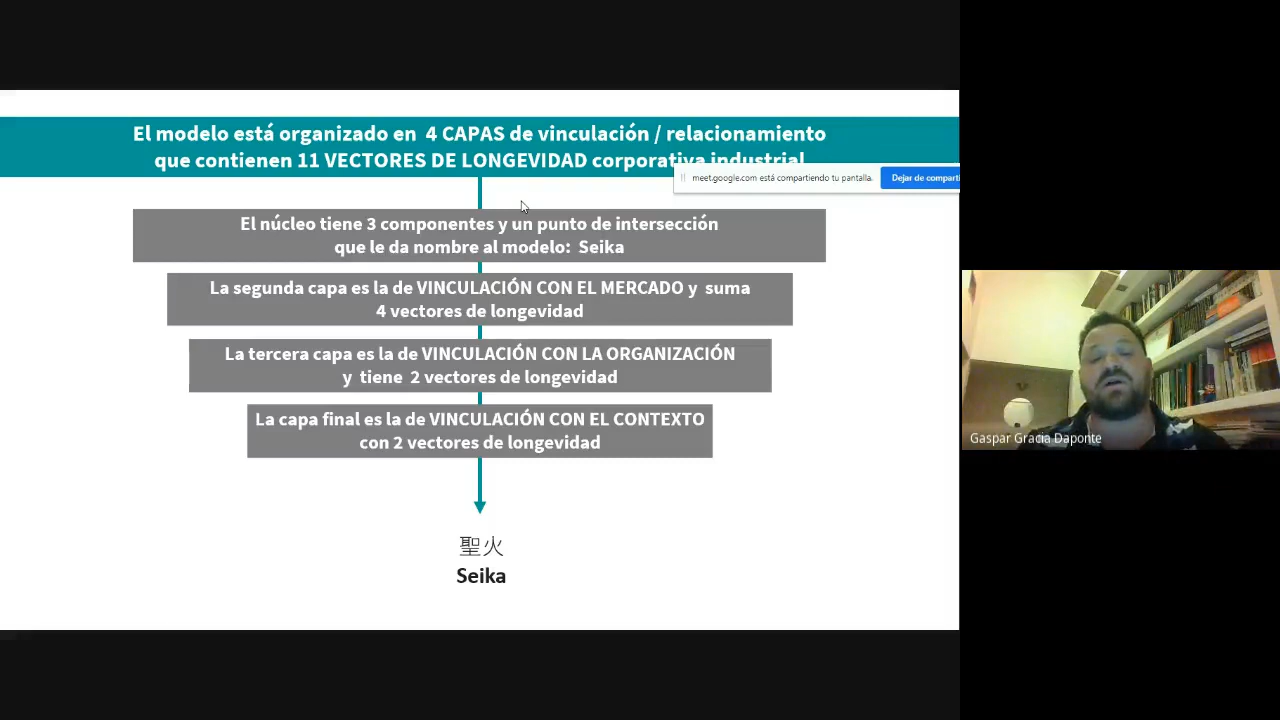 El modelo está organizado en 4 CAPAS de vinculación / relacionamiento
que contienen 11 VECTORES DE LONGEVIDAD corporativa industrial
meet.google.com está compartiendo tu pantalla.
Dejar de comparti
El núcleo tiene 3 componentes y un punto de intersección
que le da nombre al modelo: Seika
La segunda capa es la de VINCULACIÓN CON EL MERCADO y suma
4 vectores de longevidad
La tercera capa es la de VINCULACIÓN CON LA ORGANIZACIÓN
y tiene 2 vectores de longevidad
La capa final es la de VINCULACIÓN CON EL CONTEXTO
con 2 vectores de longevidad
聖火
Seika
Gaspar Gracia Daponte